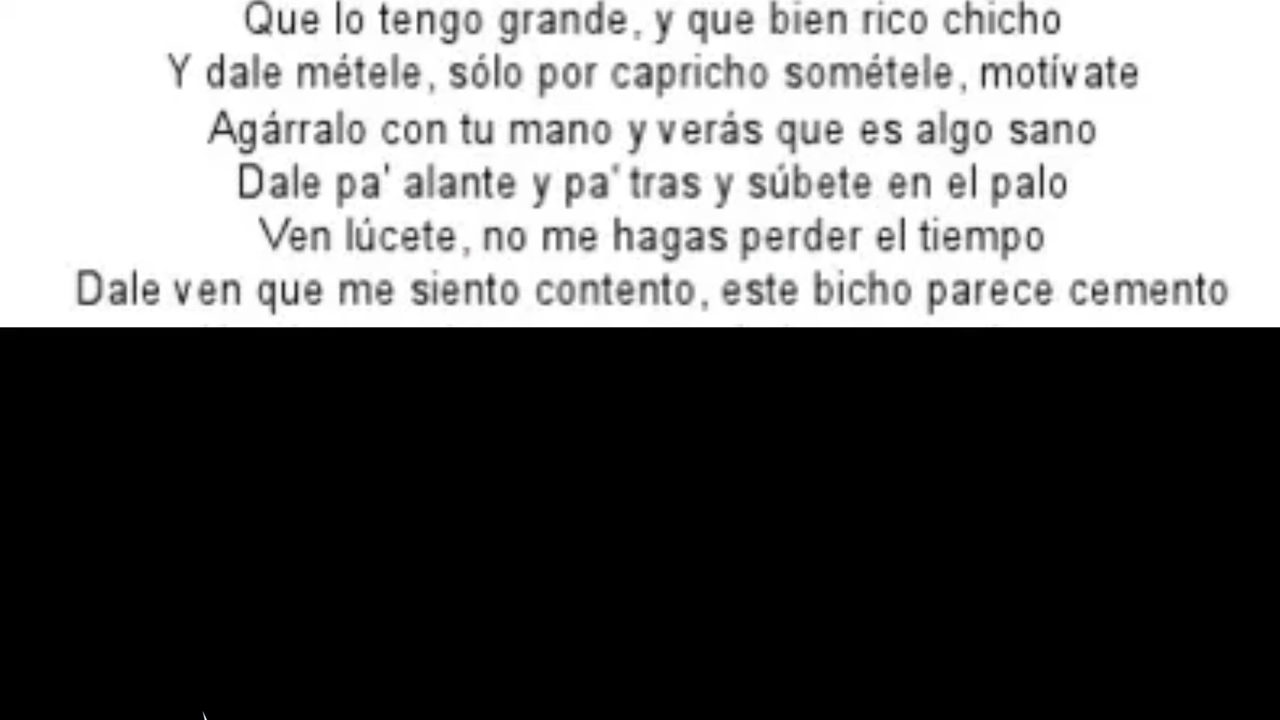 Que lo tengo grande, y que bien rico chicho
Y dale métele, sólo por capricho sométele, motívate
Agárralo con tu mano y verás que es algo sano
Dale pa' alante y pa' tras y súbete en el palo
Ven lúcete, no me hagas perder el tiempo
Dale ven que me siento contento, este bicho parece cemento